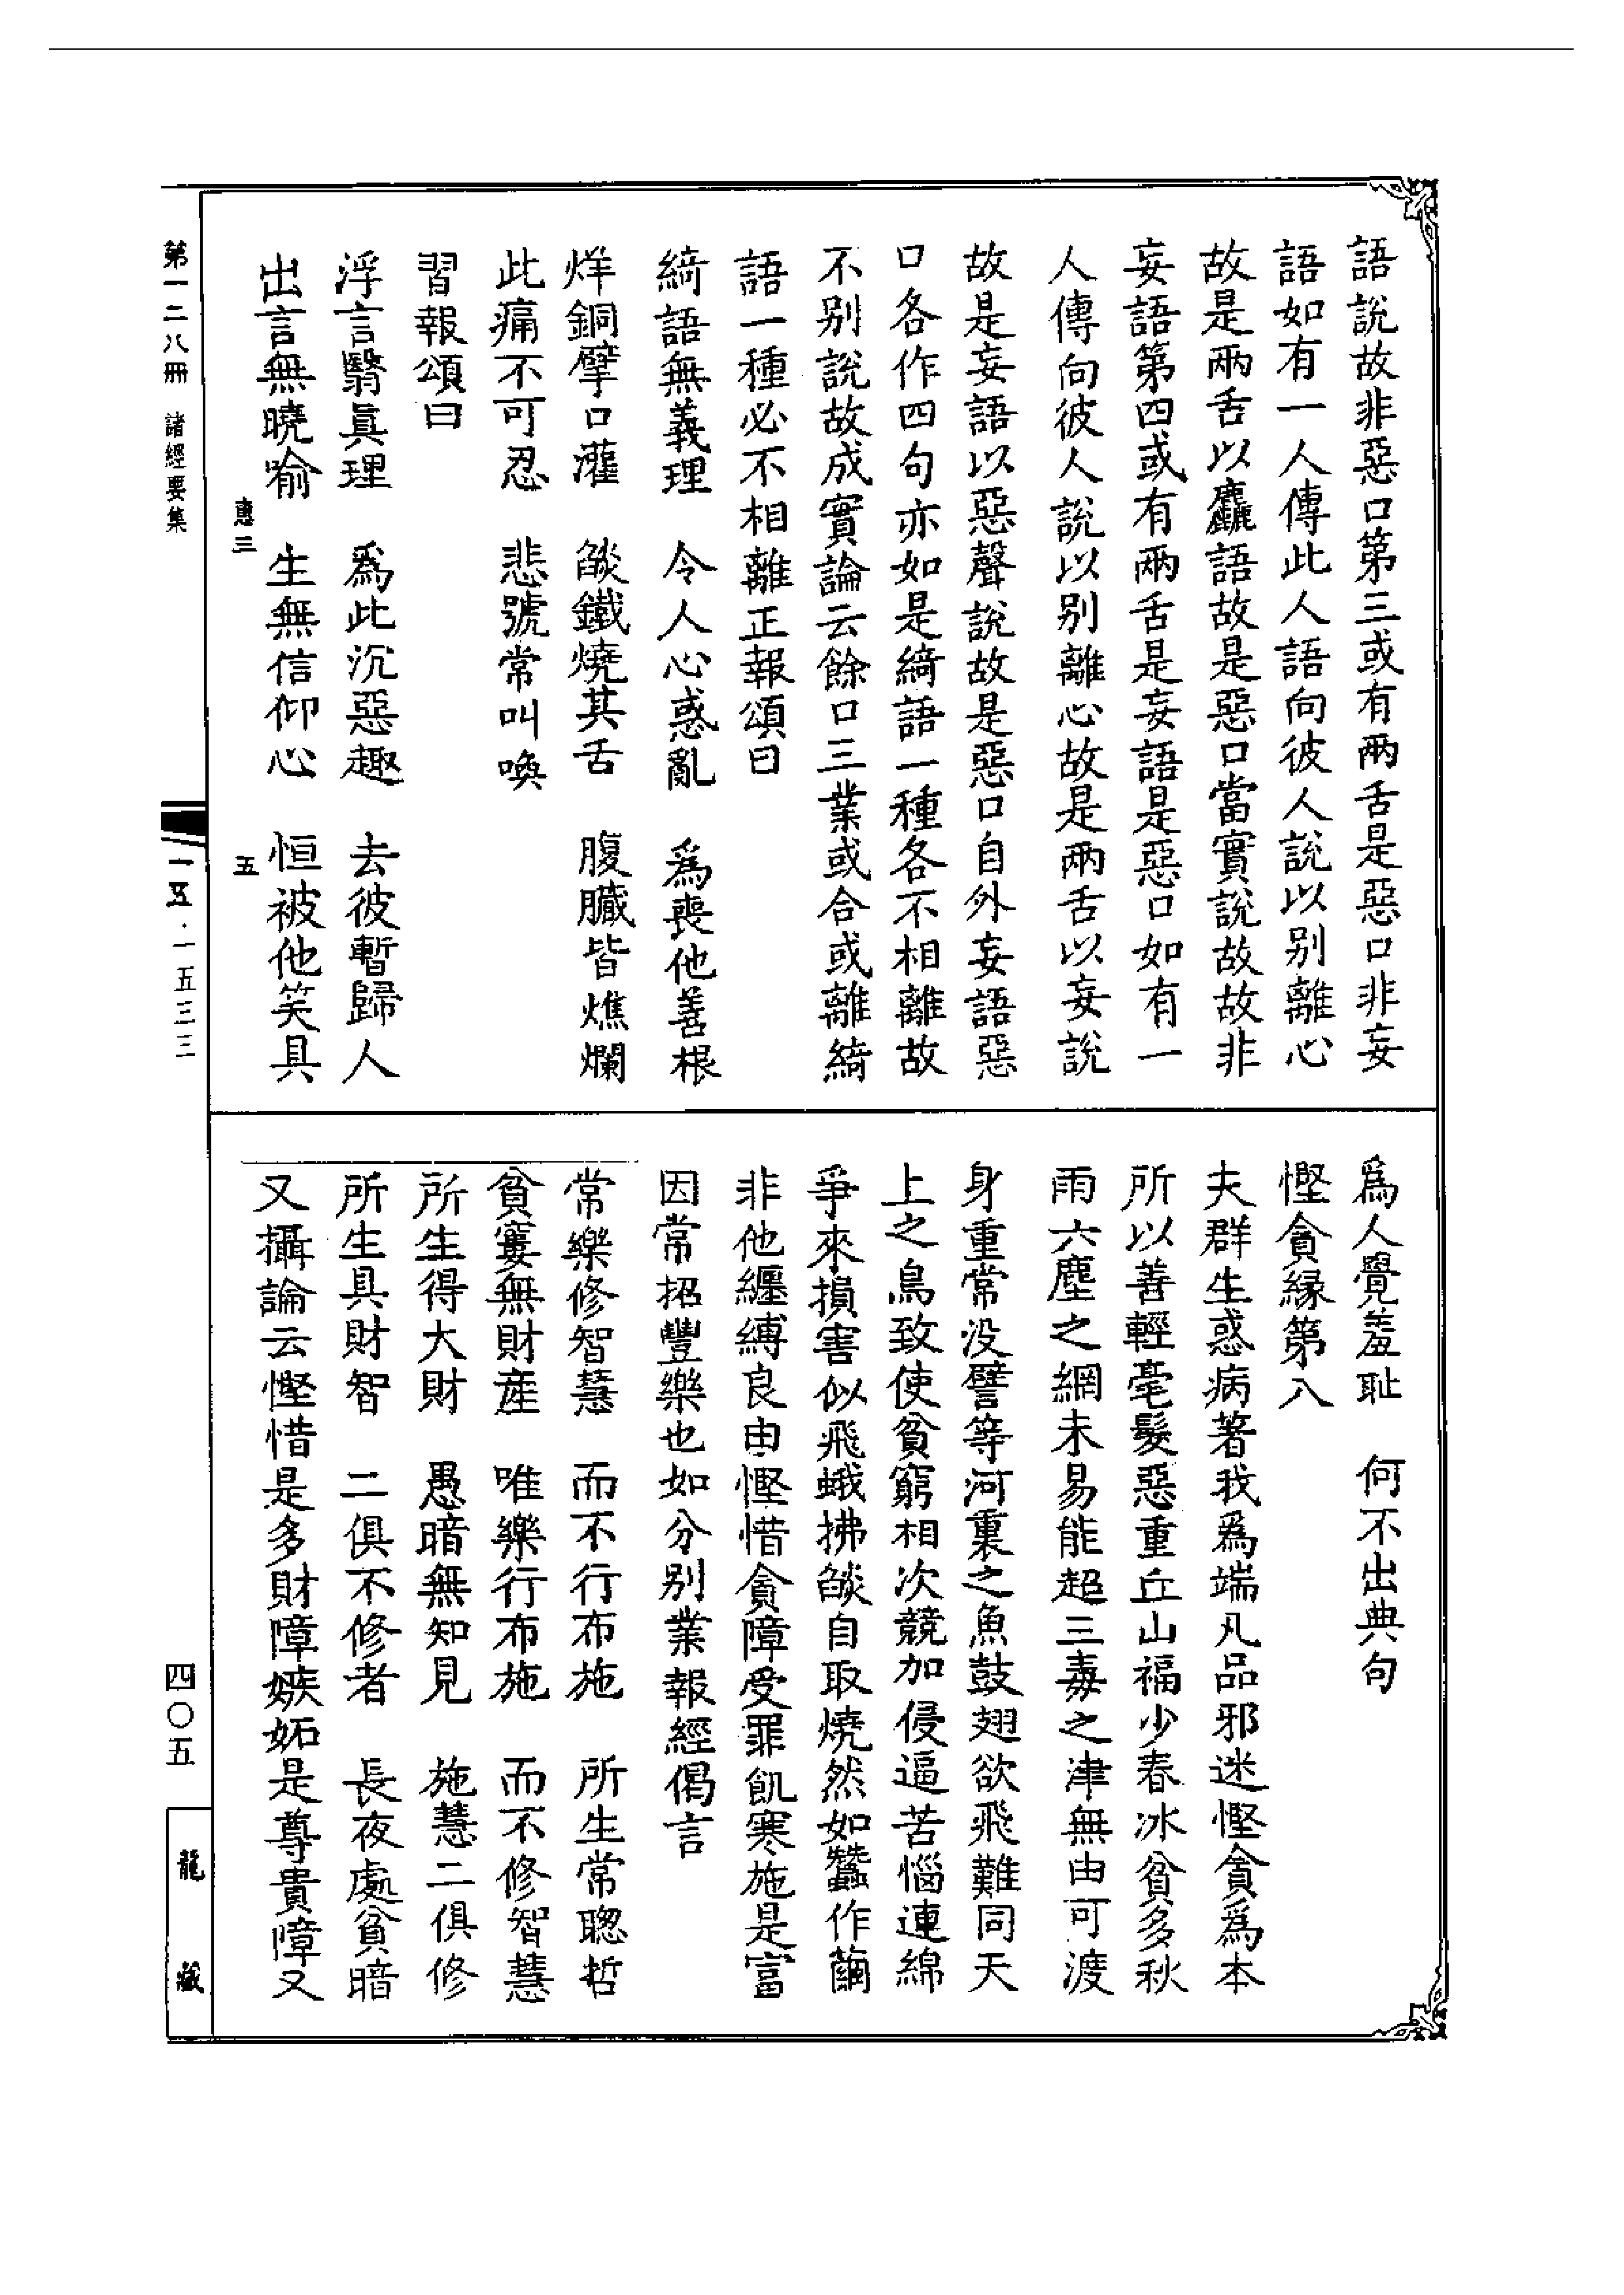 語說故非惡口第三或有兩舌是惡口非妄
語如有一人傳此人語向彼人說以别離心
故是兩舌以麤語故是惡口當實說故故非
妄語第四或有兩舌是妄語是惡口如有一
人傳向彼人說以别離心故是兩舌以妄說
故是妄語以惡聲說故是惡口自外妄語惡
口各作四句亦如是綺語一種各不相離故
不别說故成實論云餘口三業或合或離綺
語一種必不相離正報頌曰
綺語無義理　令人心惑亂　爲喪他善根
烊銅擘口灌　燄鐵燒其舌　腹臟皆燋爛
此痛不可忍　悲號常叫喚
習報頌曰
浮言翳眞理　爲此沉惡趣　去彼暫歸人
出言無曉喻　生無信仰心　恒被他笑具
爲人覺羞耻　何不出典句
慳貪縁第八
夫群生惑病著我爲端凡品邪迷慳貪爲本
所以善輕毫髮惡重丘山福少春冰貧多秋
雨六塵之網未易能超三毒之津無由可渡
身重常没譬等河裏之魚鼓翅欲飛難同天
上之鳥致使貧窮相次競加侵逼苦惱連綿
爭來損害似飛蛾拂燄自取燒然如蠶作繭
非他纒縛良由慳惜貪障受罪飢寒施是富
因常招豐樂也如分别業報經偈言
常樂修智慧　而不行布施　所生常聰哲
貧窶無財産　唯樂行布施　而不修智慧
所生得大財　愚暗無知見　施慧二俱修
所生具財智　二俱不修者　長夜處貧暗
又攝論云慳惜是多財障嫉妬是尊貴障又
惠三　五
第一二八冊　諸經要集
一五·一五三三
四〇五
龍藏